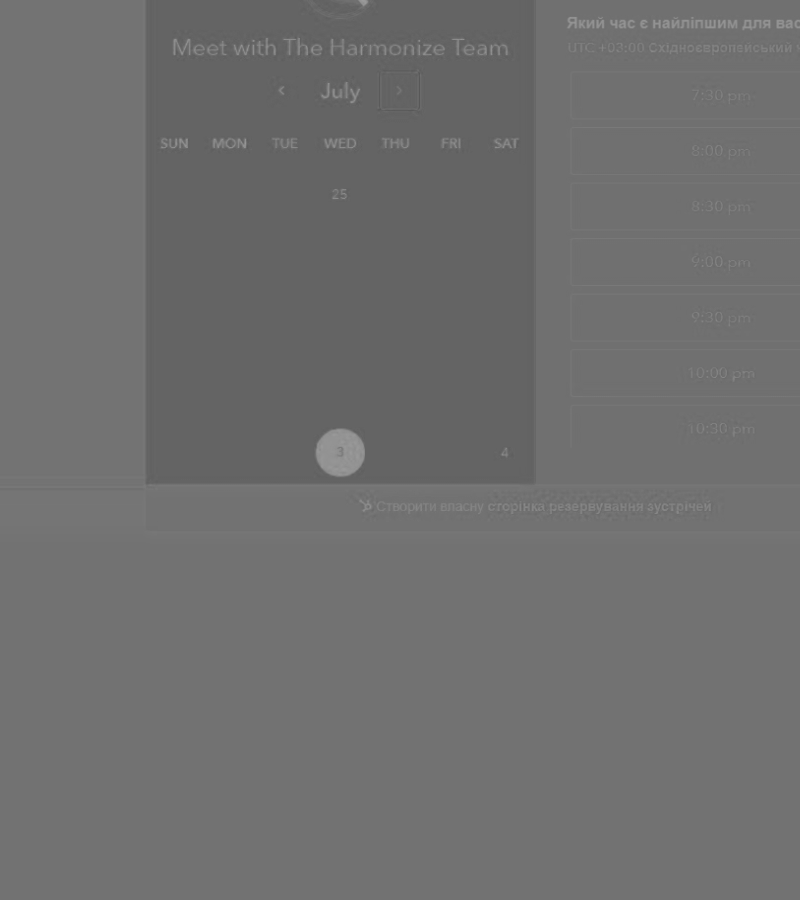 Meet with The Harmonize Team
July
SUN MON TUE WED THU FRI SAT
25
3 4
Який час є найліпшим для вас
UTC +03:00 Східноєвропейський
7:30 pm
8:00 pm
8:30 pm
9:00 pm
9:30 pm
10:00 pm
10:30 pm
Створити власну сторінка резервування зустрічей